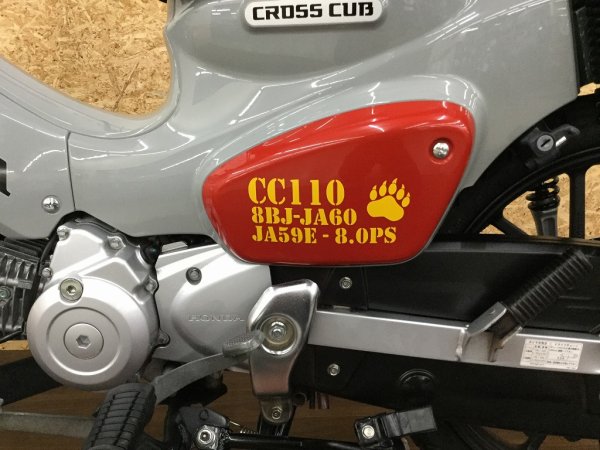 CROSS CUB
CC110
8BJ-JA60
JA59E - 8.0PS
HONDA